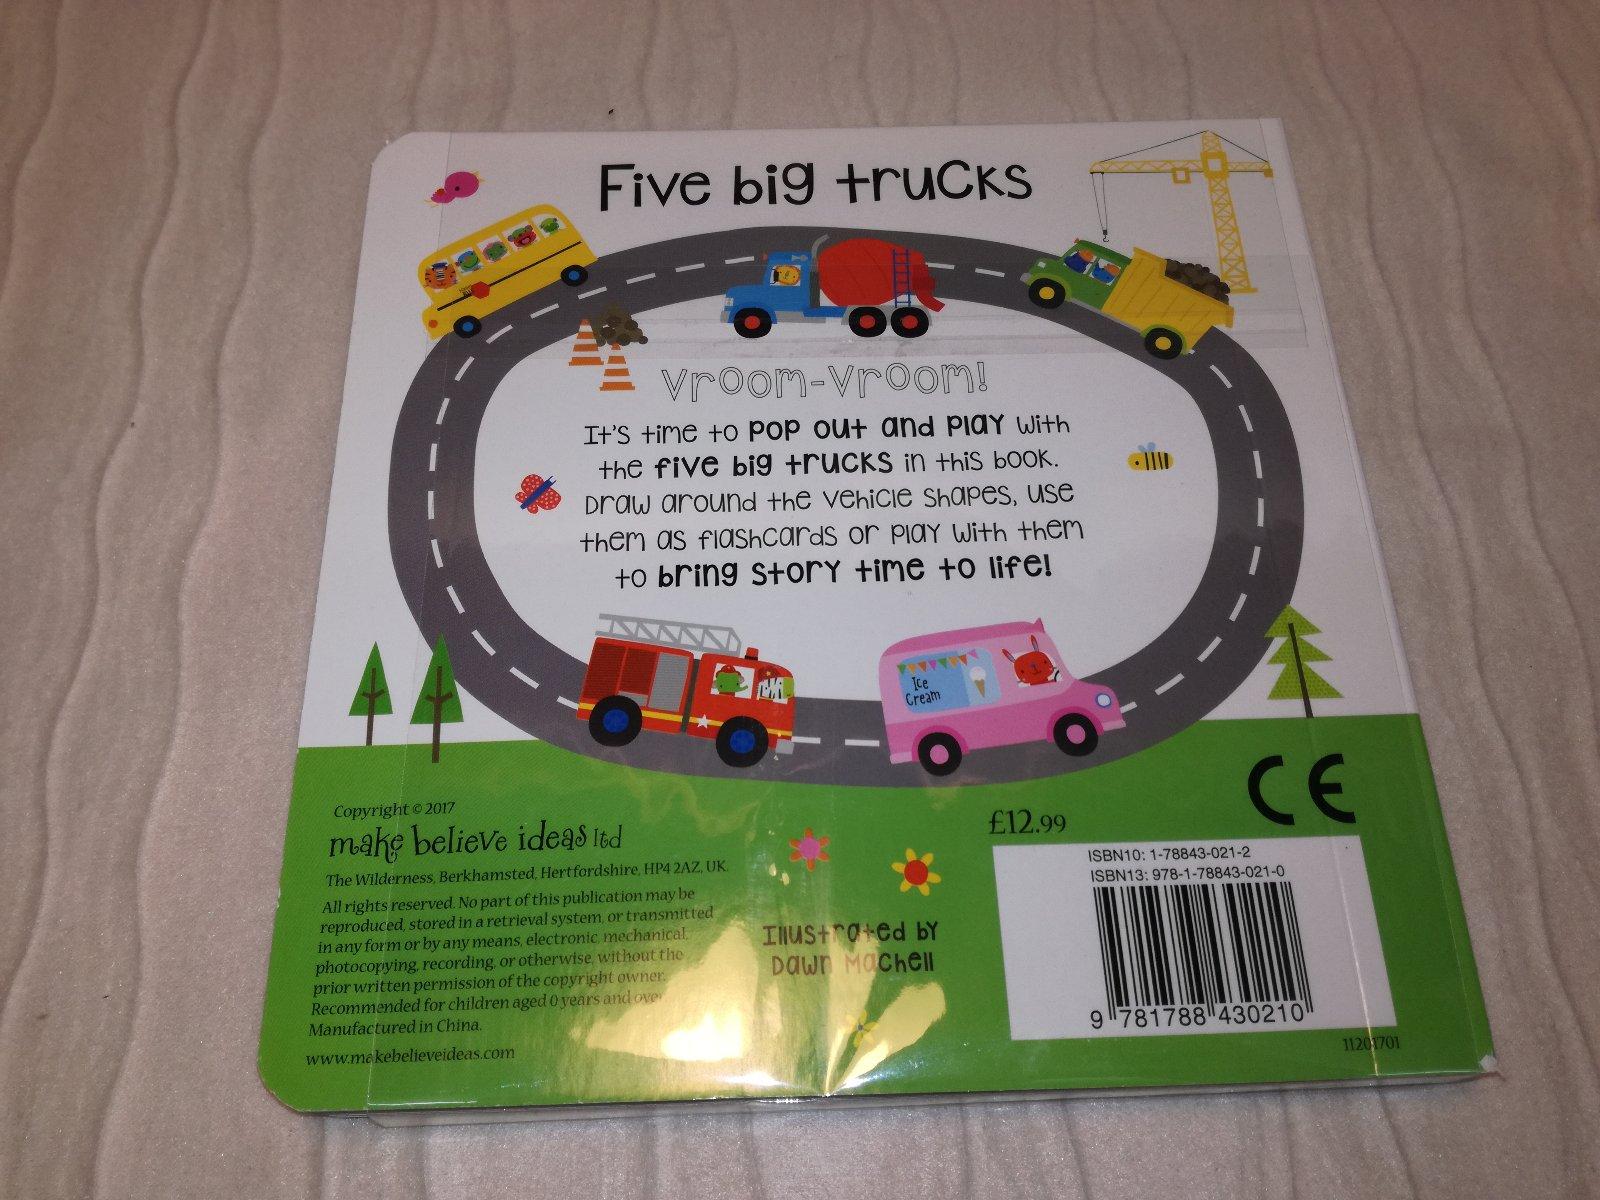 Five big trucks
Vroom-Vroom!
It's time to pop out and play with
the five big trucks in this book.
Draw around the vehicle shapes, use
them as flashcards or play with them
to bring story time to life!
Ice
Cream
Copyright © 2017
make believe ideas ltd
The Wilderness, Berkhamsted, Hertfordshire, HP4 2AZ, UK.
All rights reserved. No part of this publication may be
reproduced, stored in a retrieval system, or transmitted
in any form or by any means, electronic, mechanical,
photocopying, recording, or otherwise, without the
prior written permission of the copyright owner.
Recommended for children aged 0 years and over.
Manufactured in China.
www.makebelieveideas.com
Illustrated by
Dawn Machell
CE
£12.99
ISBN10: 1-78843-021-2
ISBN13: 978-1-78843-021-0
9 781788 430210
11201701